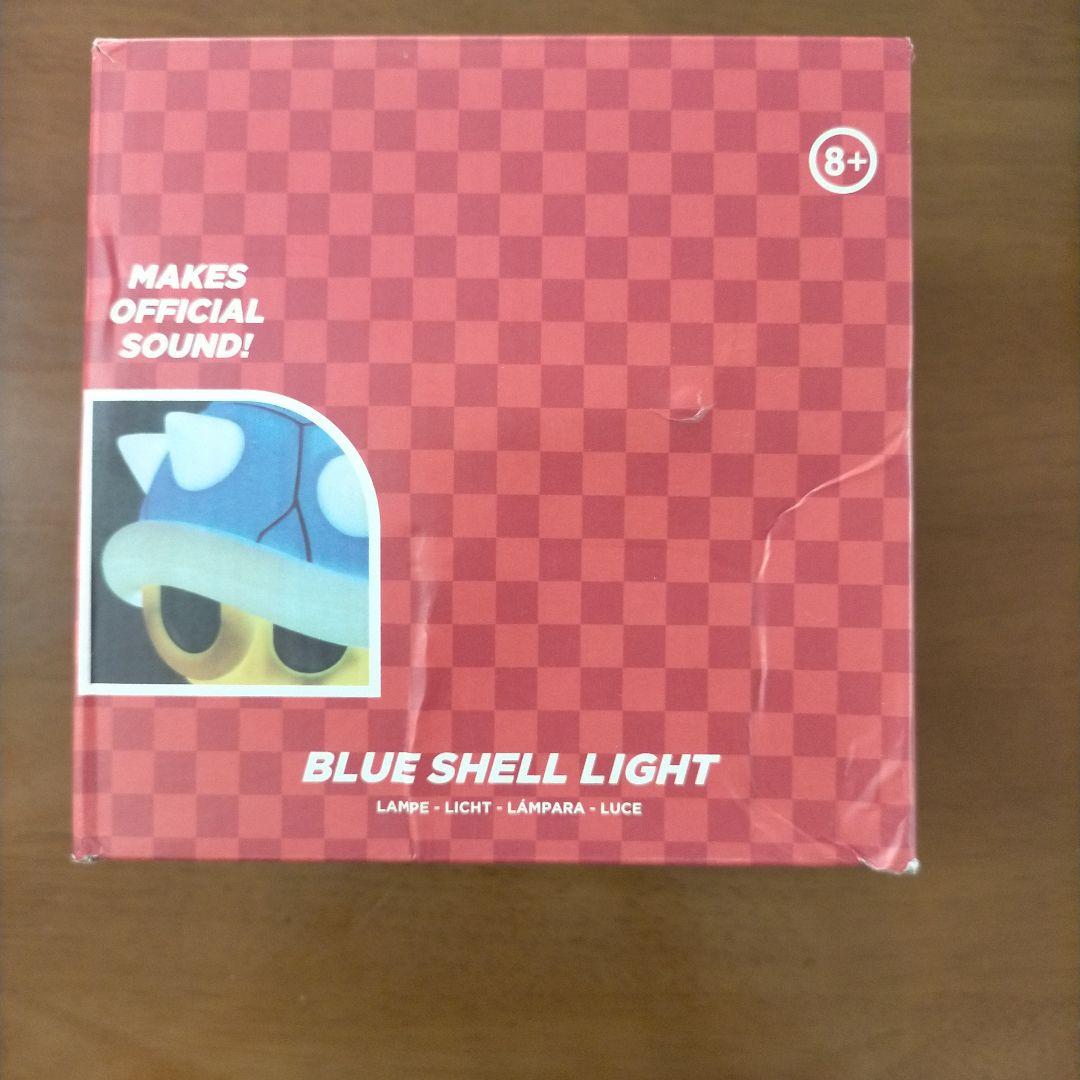 8+
MAKES
OFFICIAL
SOUND!
BLUE SHELL LIGHT
LAMPE - LICHT - LÁMPARA - LUCE